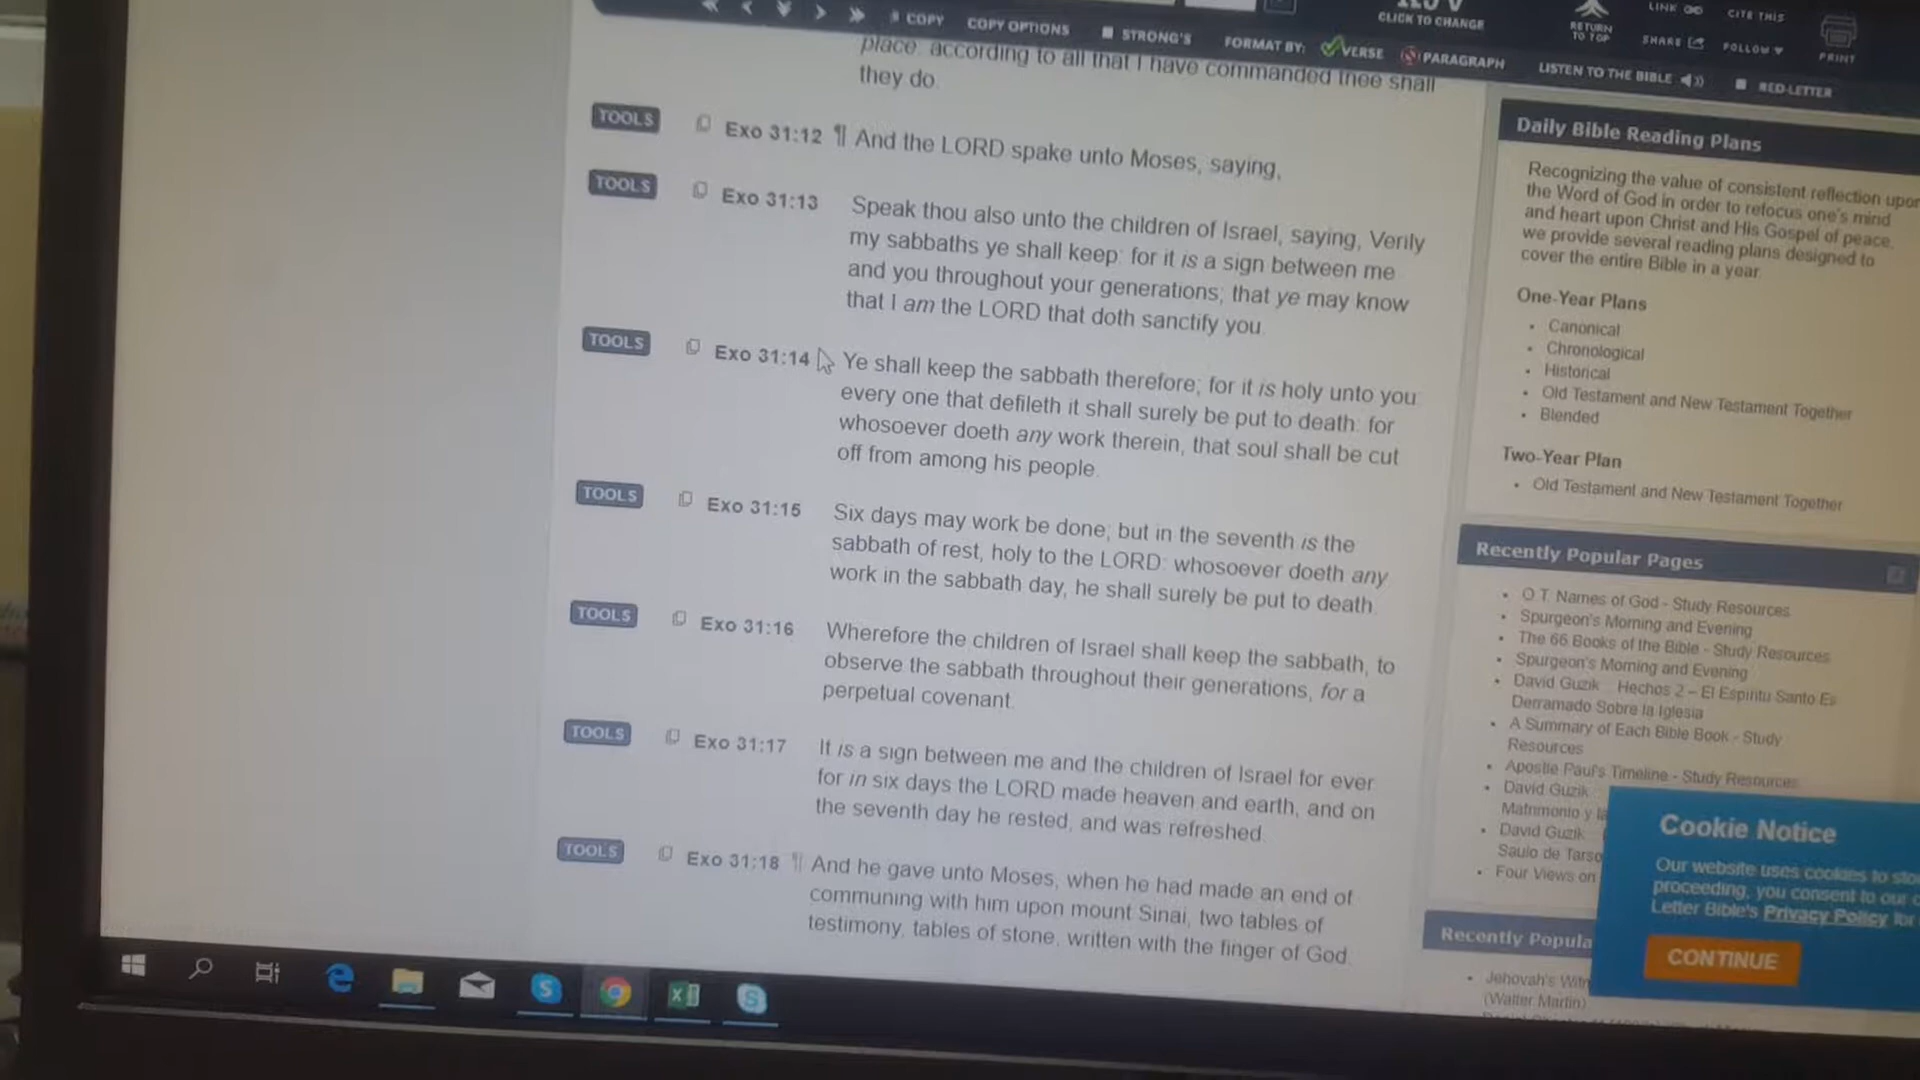 COPY COPY OPTIONS STRONG'S FORMAT BY: VERSE PARAGRAPH
CLICK TO CHANGE
RETURN
TO TOP
LINK CITE THIS
SHARE FOLLOW
PRINT
LISTEN TO THE BIBLE RED-LETTER
place: according to all that I have commanded thee shall
they do.
TOOLS Exo 31:12 ¶ And the LORD spake unto Moses, saying,
TOOLS Exo 31:13 Speak thou also unto the children of Israel, saying, Verily
my sabbaths ye shall keep: for it is a sign between me
and you throughout your generations; that ye may know
that I am the LORD that doth sanctify you.
TOOLS Exo 31:14 Ye shall keep the sabbath therefore; for it is holy unto you:
every one that defileth it shall surely be put to death: for
whosoever doeth any work therein, that soul shall be cut
off from among his people.
TOOLS Exo 31:15 Six days may work be done; but in the seventh is the
sabbath of rest, holy to the LORD: whosoever doeth any
work in the sabbath day, he shall surely be put to death.
TOOLS Exo 31:16 Wherefore the children of Israel shall keep the sabbath, to
observe the sabbath throughout their generations, for a
perpetual covenant.
TOOLS Exo 31:17 It is a sign between me and the children of Israel for ever:
for in six days the LORD made heaven and earth, and on
the seventh day he rested, and was refreshed.
TOOLS Exo 31:18 ¶ And he gave unto Moses, when he had made an end of
communing with him upon mount Sinai, two tables of
testimony, tables of stone, written with the finger of God.
Daily Bible Reading Plans
Recognizing the value of consistent reflection upon
the Word of God in order to refocus one's mind
and heart upon Christ and His Gospel of peace,
we provide several reading plans designed to
cover the entire Bible in a year.
One-Year Plans
Canonical
Chronological
Historical
Old Testament and New Testament Together
Blended
Two-Year Plan
Old Testament and New Testament Together
Recently Popular Pages
O.T. Names of God - Study Resources
Spurgeon's Morning and Evening
The 66 Books of the Bible - Study Resources
Spurgeon's Morning and Evening
David Guzik :: Hechos 2 – El Espíritu Santo Es
Derramado Sobre la Iglesia
A Summary of Each Bible Book - Study
Resources
Apostle Paul's Timeline - Study Resources
David Guzik
Matrimonio y la
David Guzik
Saulo de Tarso
Four Views on
Recently Popula
Jehovah's Witn
(Walter Martin)
Cookie Notice
Our website uses cookies to sto
proceeding, you consent to our c
Letter Bible's Privacy Policy for
CONTINUE